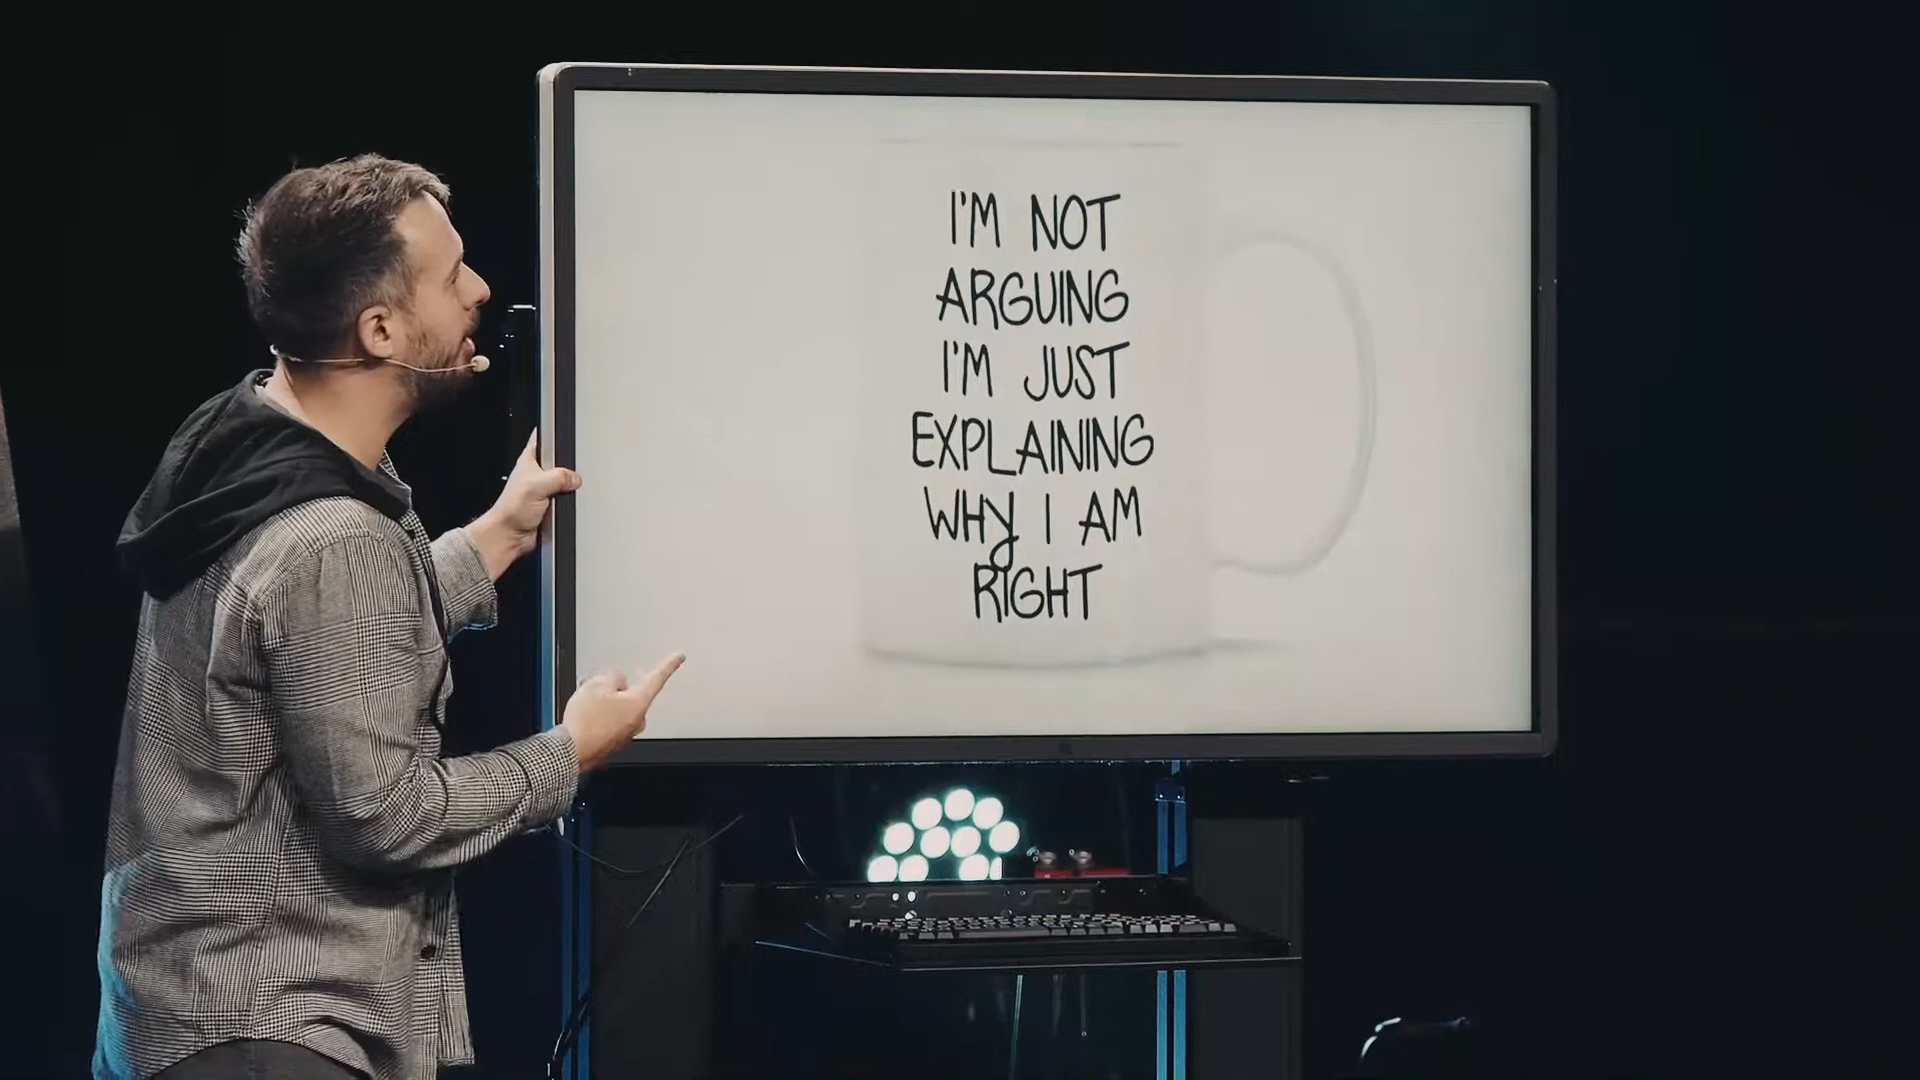 I'M NOT
ARGUING
I'M JUST
EXPLAINING
WHY I AM
RIGHT